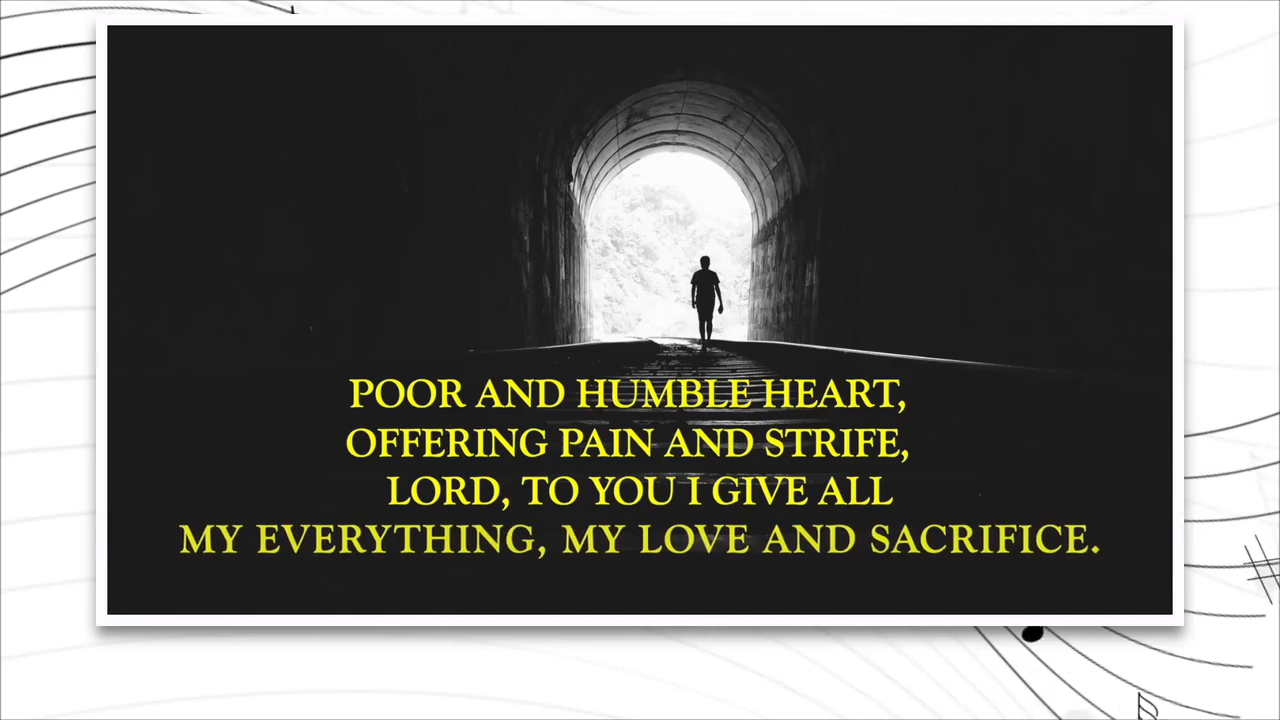 POOR AND HUMBLE HEART,
OFFERING PAIN AND STRIFE,
LORD, TO YOU I GIVE ALL
MY EVERYTHING, MY LOVE AND SACRIFICE.